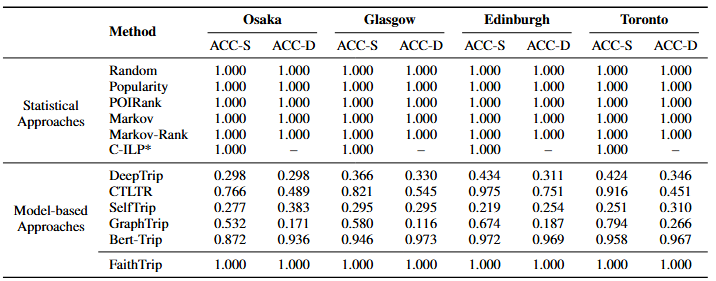 Method Osaka Glasgow Edinburgh Toronto
ACC-S ACC-D ACC-S ACC-D ACC-S ACC-D ACC-S ACC-D
Statistical Approaches
Random 1.000 1.000 1.000 1.000 1.000 1.000 1.000 1.000
Popularity 1.000 1.000 1.000 1.000 1.000 1.000 1.000 1.000
POIRank 1.000 1.000 1.000 1.000 1.000 1.000 1.000 1.000
Markov 1.000 1.000 1.000 1.000 1.000 1.000 1.000 1.000
Markov-Rank 1.000 1.000 1.000 1.000 1.000 1.000 1.000 1.000
C-ILP* 1.000 – 1.000 – 1.000 – 1.000 –
Model-based Approaches
DeepTrip 0.298 0.298 0.366 0.330 0.434 0.311 0.424 0.346
CTLTR 0.766 0.489 0.821 0.545 0.975 0.751 0.916 0.451
SelfTrip 0.277 0.383 0.295 0.295 0.219 0.254 0.251 0.310
GraphTrip 0.532 0.171 0.580 0.116 0.674 0.187 0.794 0.266
Bert-Trip 0.872 0.936 0.946 0.973 0.972 0.969 0.958 0.967
FaithTrip 1.000 1.000 1.000 1.000 1.000 1.000 1.000 1.000